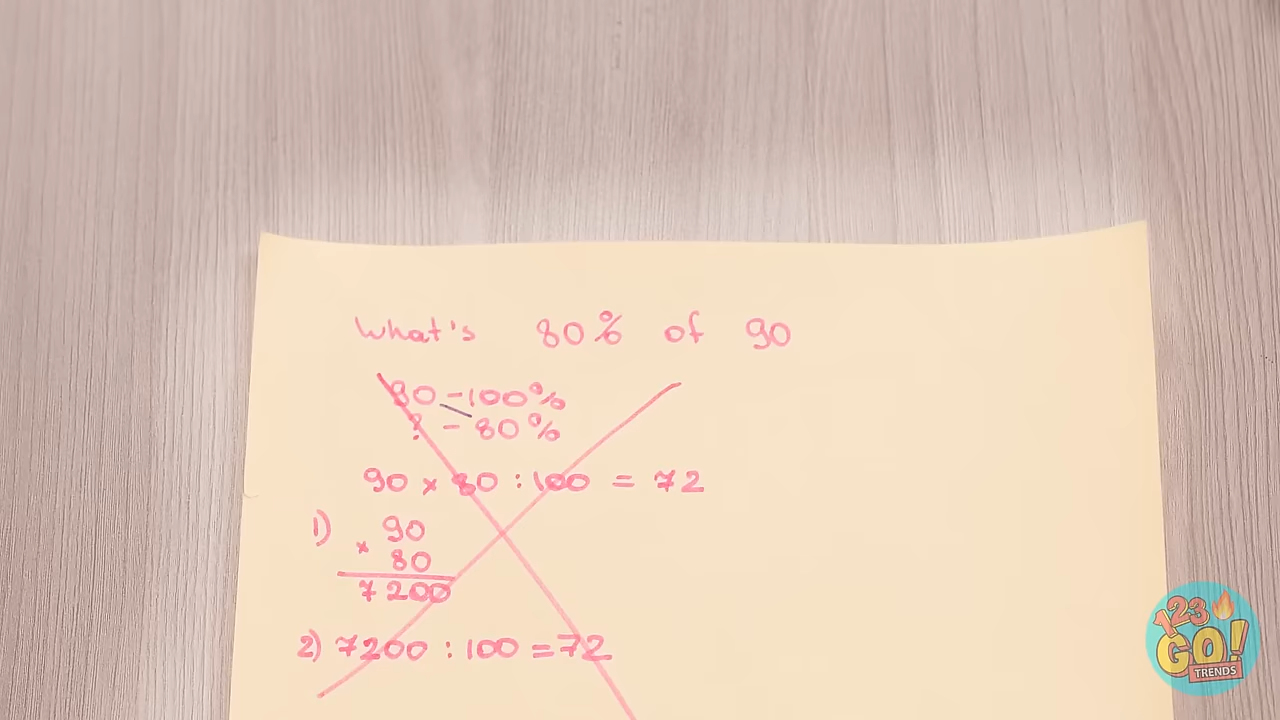 What's 80% of 90
90 - 100%
? - 80%
90 x 80 : 100 = 72
1) 90
x 80
7200
2) 7200 : 100 = 72
123
GO!
TRENDS